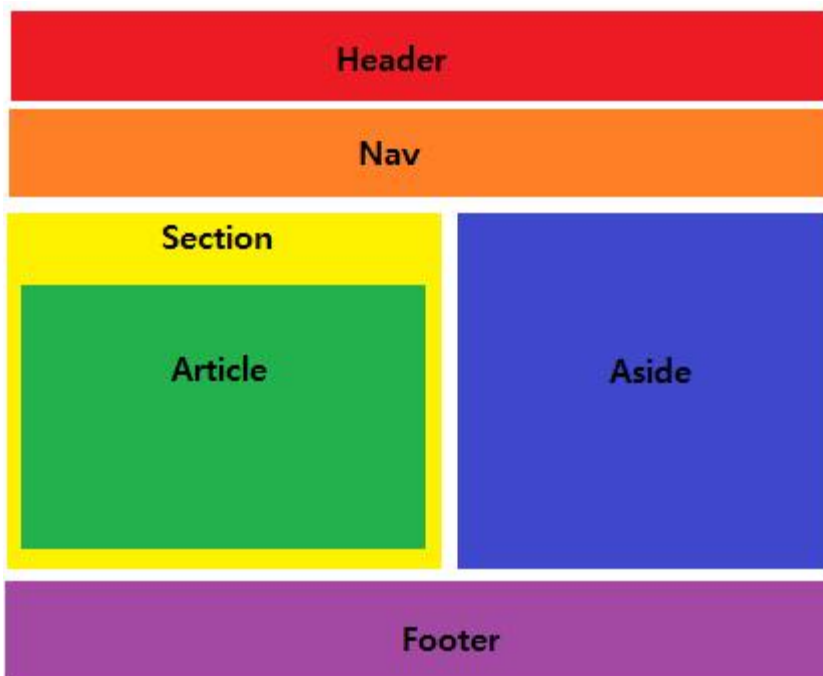 Header
Nav
Section
Article
Aside
Footer